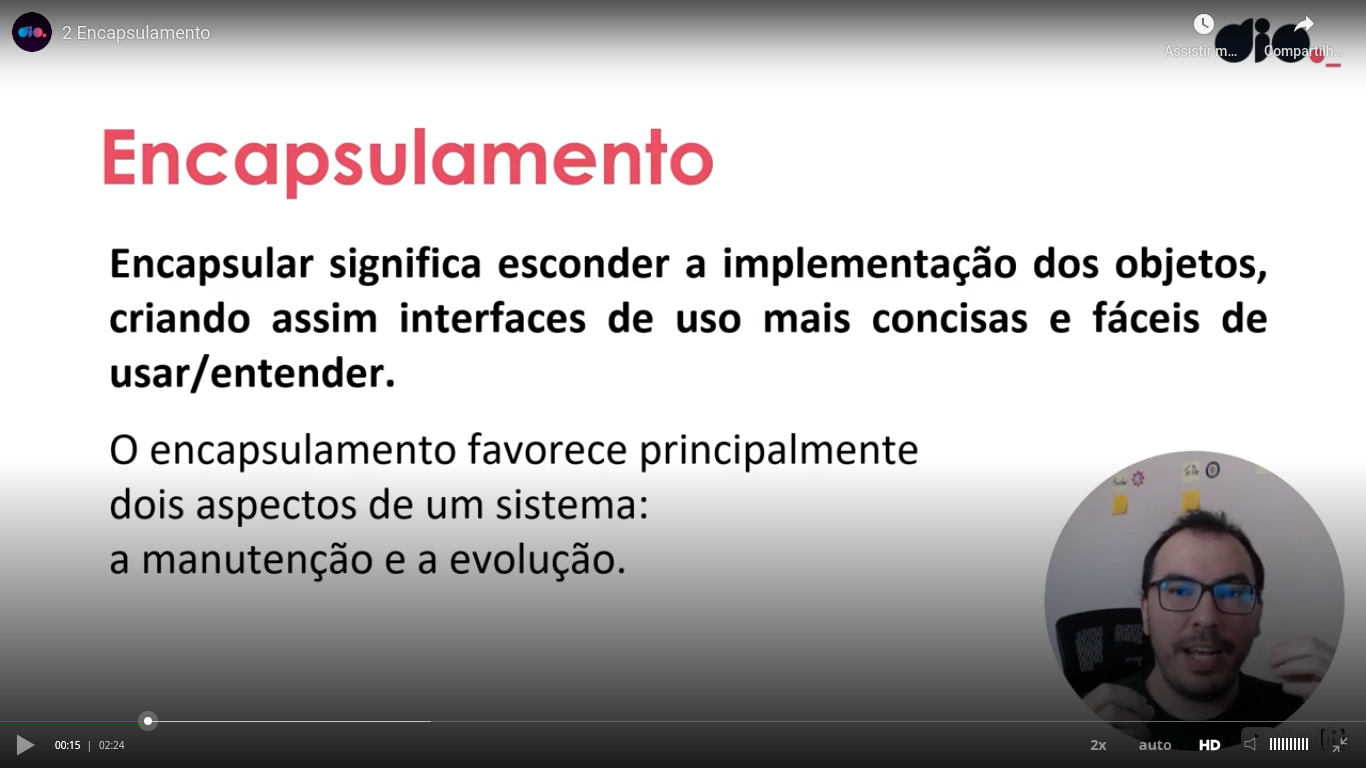 2 Encapsulamento
Assistir m...
Compartilh...
dio._
Encapsulamento
Encapsular significa esconder a implementação dos objetos,
criando assim interfaces de uso mais concisas e fáceis de
usar/entender.
O encapsulamento favorece principalmente
dois aspectos de um sistema:
a manutenção e a evolução.
00:15 | 02:24
2x auto HD